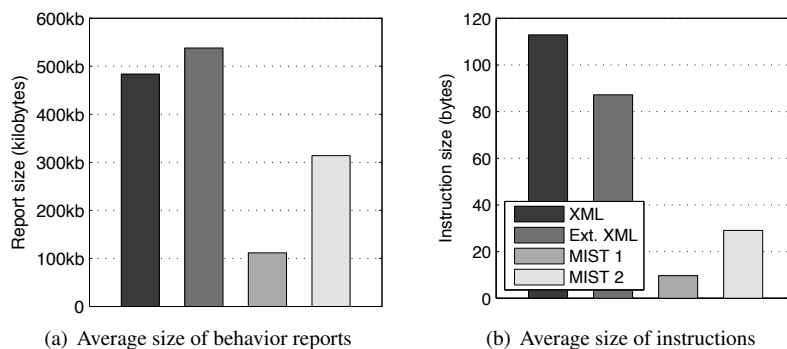 600kb
500kb
400kb
300kb
200kb
100kb
0
Report size (kilobytes)
(a) Average size of behavior reports
120
100
80
60
40
20
0
Instruction size (bytes)
XML
Ext. XML
MIST 1
MIST 2
(b) Average size of instructions